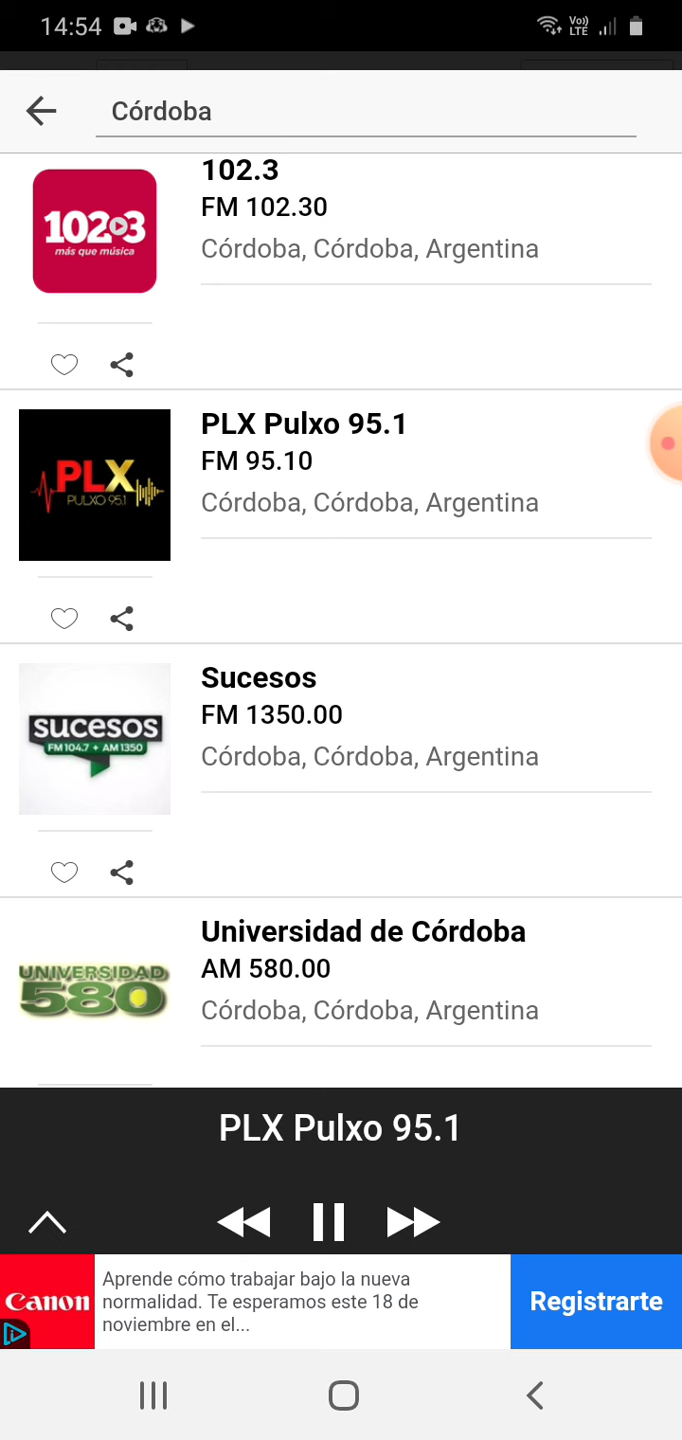 14:54
Vo))
LTE
Córdoba
102.3
más que música
102.3
FM 102.30
Córdoba, Córdoba, Argentina
PLX
PULXO 95.1
PLX Pulxo 95.1
FM 95.10
Córdoba, Córdoba, Argentina
sucesos
FM 104.7 + AM 1350
Sucesos
FM 1350.00
Córdoba, Córdoba, Argentina
UNIVERSIDAD
580
Universidad de Córdoba
AM 580.00
Córdoba, Córdoba, Argentina
PLX Pulxo 95.1
Canon
Aprende cómo trabajar bajo la nueva
normalidad. Te esperamos este 18 de
noviembre en el...
Registrarte